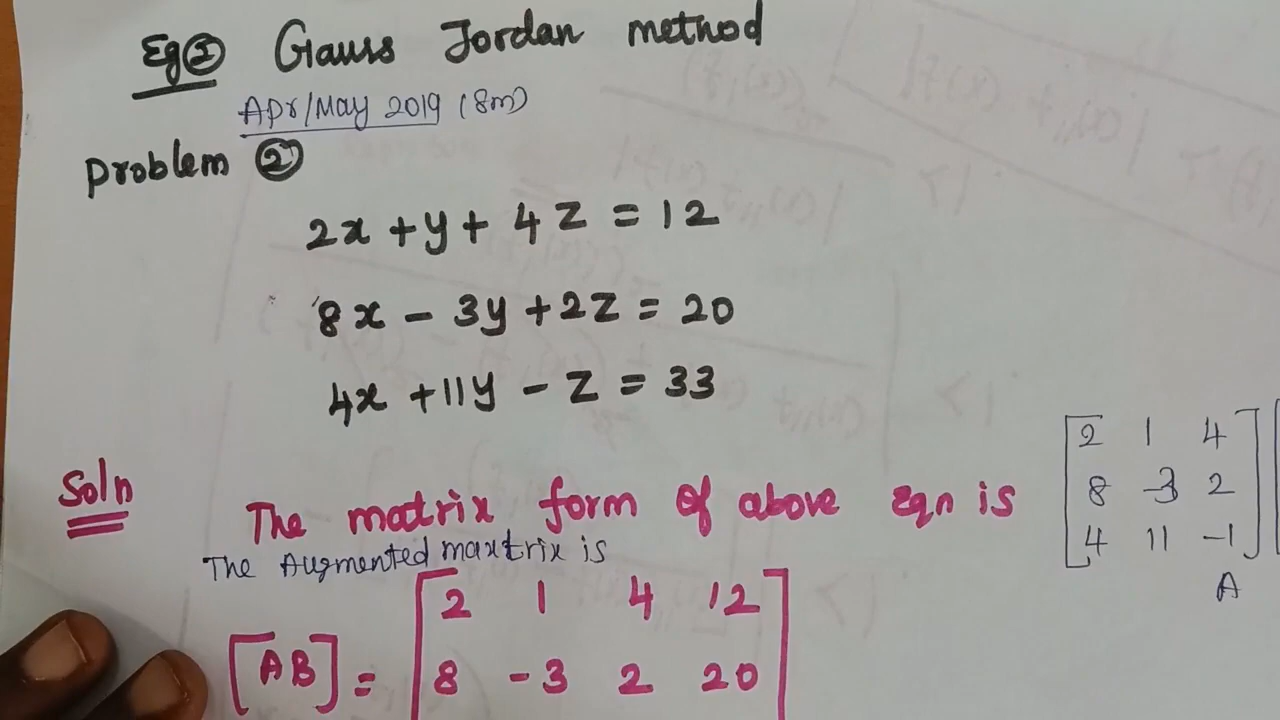 Eg② Gauss Jordan method
Apr/May 2019 (8m)
Problem ②
2x + y + 4z = 12
8x - 3y + 2z = 20
4x + 11y - z = 33
Soln
The matrix form of above Eqn is
2 1 4
8 -3 2
4 11 -1
A
The Augmented maxtrix is
[AB] =
2 1 4 12
8 -3 2 20